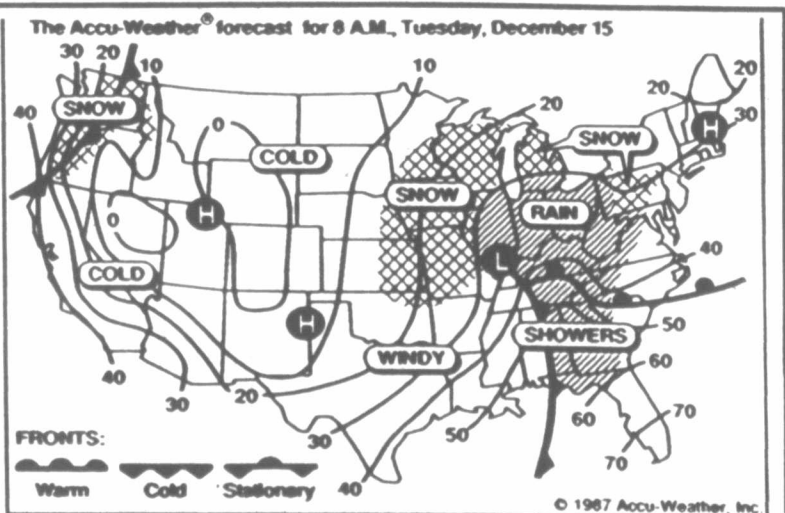 The Accu-Weather® forecast for 8 A.M., Tuesday, December 15
30 20 10 10 20 20
40 SNOW 20 SNOW H 30
0 COLD
SNOW
0 H RAIN
COLD L 40
H SHOWERS 50
WINDY 60
40 30 20 60
30 50 70
70
FRONTS:
40
Warm Cold Stationary
© 1987 Accu-Weather, Inc.